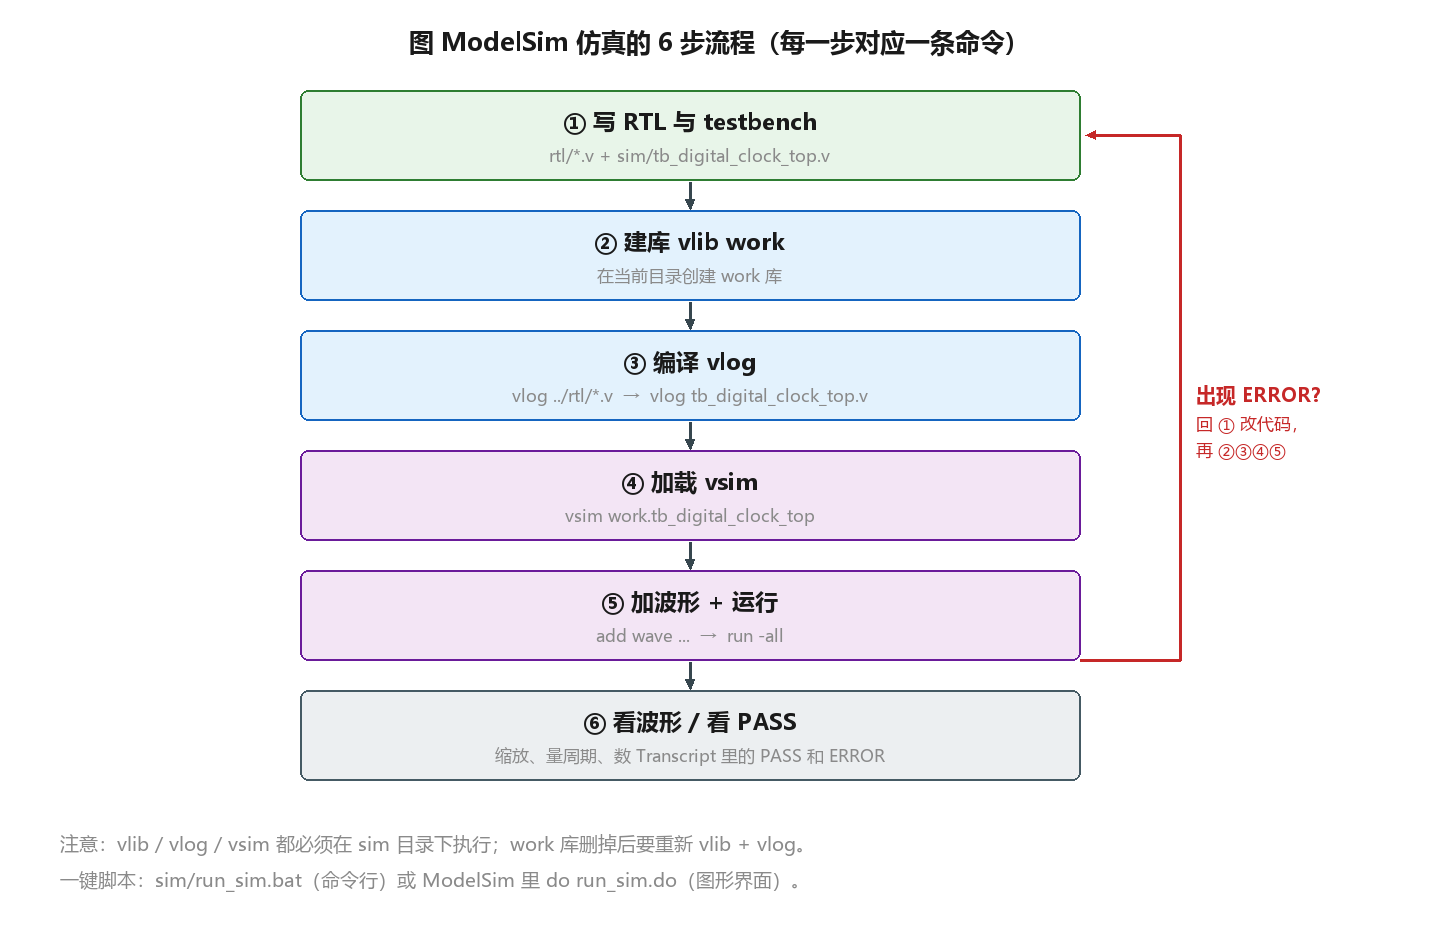 图 ModelSim 仿真的 6 步流程（每一步对应一条命令）
① 写 RTL 与 testbench
rtl/*.v + sim/tb_digital_clock_top.v
② 建库 vlib work
在当前目录创建 work 库
③ 编译 vlog
vlog ../rtl/*.v → vlog tb_digital_clock_top.v
④ 加载 vsim
vsim work.tb_digital_clock_top
⑤ 加波形 + 运行
add wave ... → run -all
⑥ 看波形 / 看 PASS
缩放、量周期、数 Transcript 里的 PASS 和 ERROR
出现 ERROR?
回 ① 改代码，
再 ②③④⑤
注意：vlib / vlog / vsim 都必须在 sim 目录下执行；work 库删掉后要重新 vlib + vlog。
一键脚本：sim/run_sim.bat（命令行）或 ModelSim 里 do run_sim.do（图形界面）。